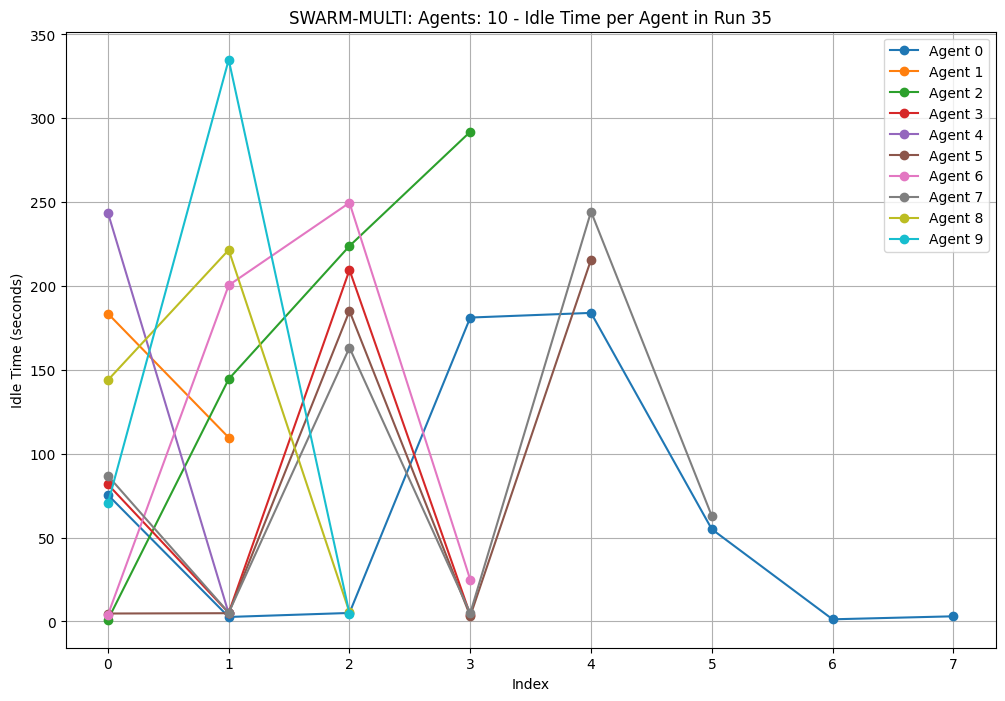 SWARM-MULTI: Agents: 10 - Idle Time per Agent in Run 35
350
300
250
200
150
100
50
0
Idle Time (seconds)
0 1 2 3 4 5 6 7
Index
Agent 0
Agent 1
Agent 2
Agent 3
Agent 4
Agent 5
Agent 6
Agent 7
Agent 8
Agent 9